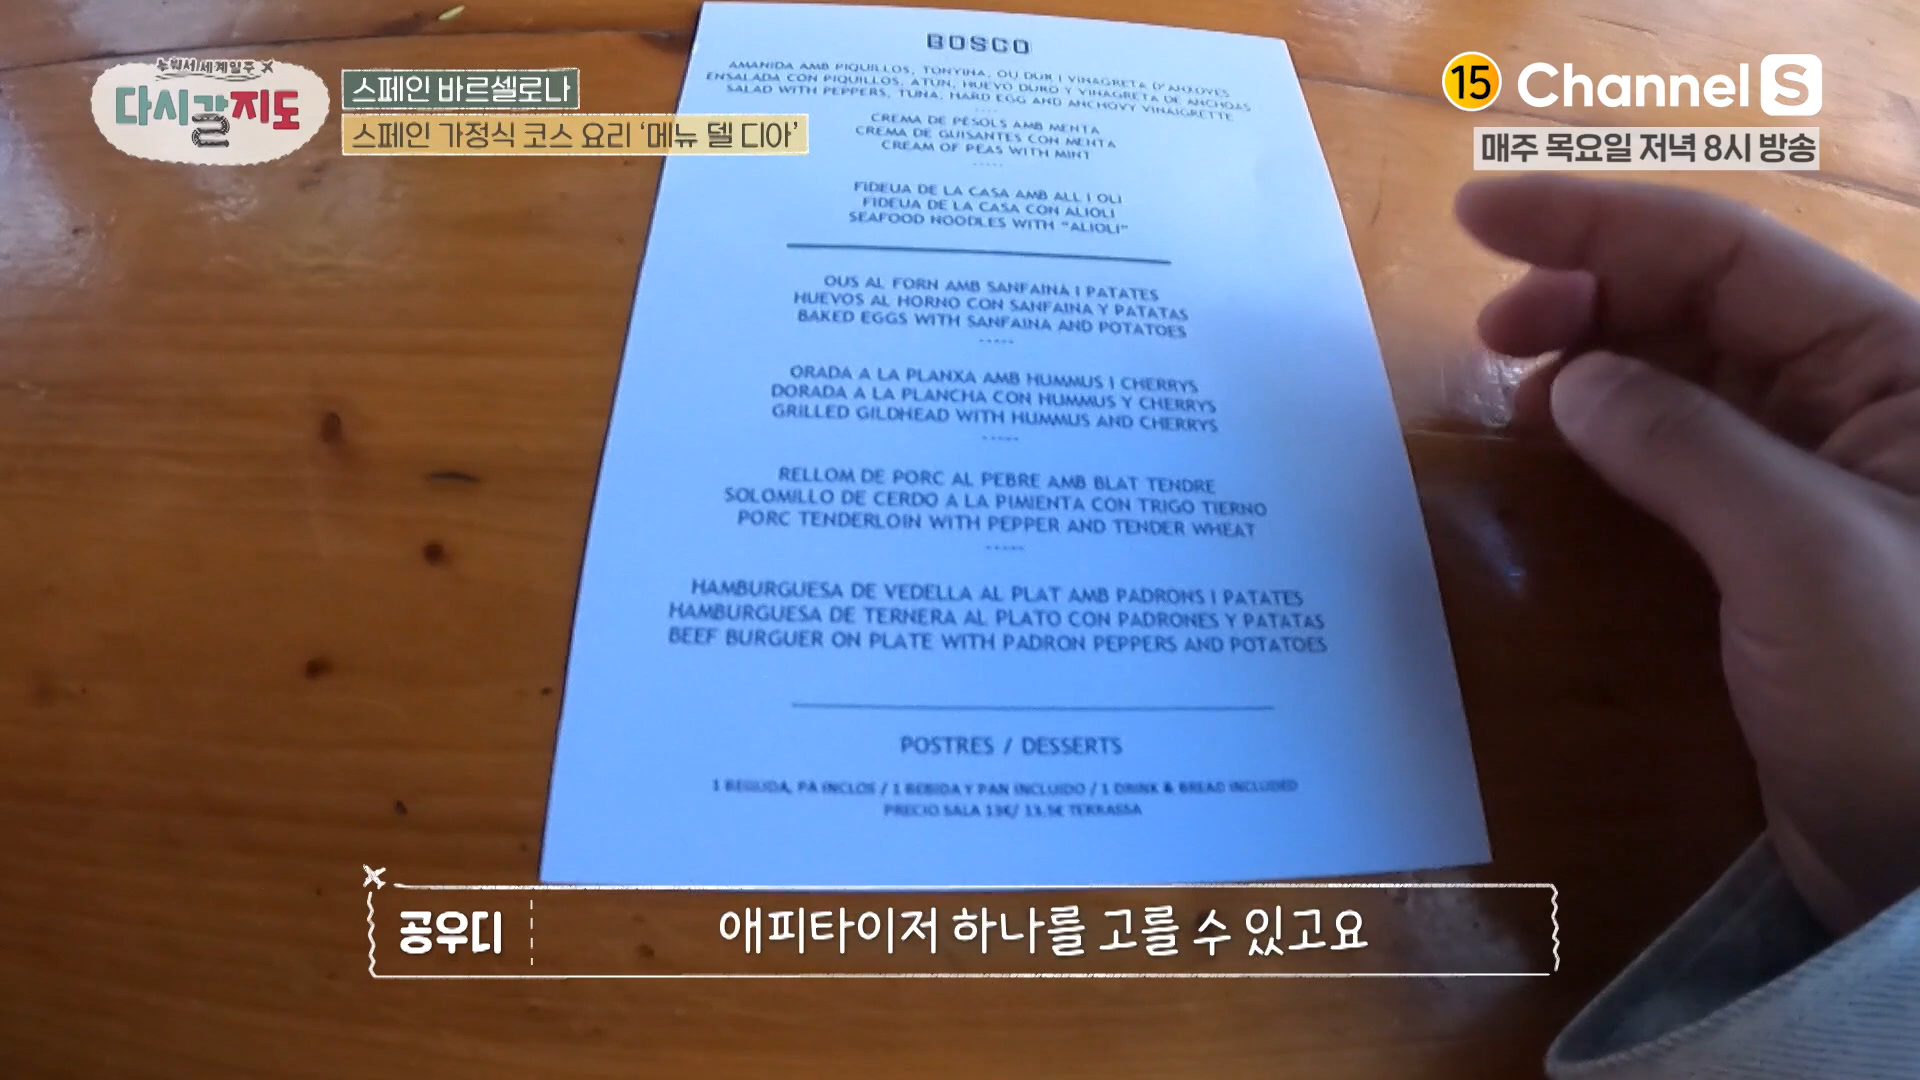 누워서 세계일주
다시갈지도
스페인 바르셀로나
스페인 가정식 코스 요리 ‘메뉴 델 디아’
15 Channel S
매주 목요일 저녁 8시 방송
BOSCO
AMANIDA AMB PIQUILLOS, TONYINA, OU DUR I VINAGRETA D'ANXOVES
ENSALADA CON PIQUILLOS, ATUN, HUEVO DURO Y VINAGRETA DE ANCHOAS
SALAD WITH PEPPERS, TUNA, HARD EGG AND ANCHOVY VINAIGRETTE
CREMA DE PESOLS AMB MENTA
CREMA DE GUISANTES CON MENTA
CREAM OF PEAS WITH MINT
-----
FIDEUA DE LA CASA AMB ALL I OLI
FIDEUA DE LA CASA CON ALIOLI
SEAFOOD NOODLES WITH "ALIOLI"
OUS AL FORN AMB SANFAINA I PATATES
HUEVOS AL HORNO CON SANFAINA Y PATATAS
BAKED EGGS WITH SANFAINA AND POTATOES
-----
ORADA A LA PLANXA AMB HUMMUS I CHERRYS
DORADA A LA PLANCHA CON HUMMUS Y CHERRYS
GRILLED GILDHEAD WITH HUMMUS AND CHERRYS
-----
RELLOM DE PORC AL PEBRE AMB BLAT TENDRE
SOLOMILLO DE CERDO A LA PIMIENTA CON TRIGO TIERNO
PORC TENDERLOIN WITH PEPPER AND TENDER WHEAT
-----
HAMBURGUESA DE VEDELLA AL PLAT AMB PADRONS I PATATES
HAMBURGUESA DE TERNERA AL PLATO CON PADRONES Y PATATAS
BEEF BURGUER ON PLATE WITH PADRON PEPPERS AND POTATOES
POSTRES / DESSERTS
1 BEGUDA, PA INCLOS / 1 BEBIDA Y PAN INCLUIDO / 1 DRINK & BREAD INCLUDED
PRECIO SALA 13€/ 13.5€ TERRASSA
공우디 애피타이저 하나를 고를 수 있고요